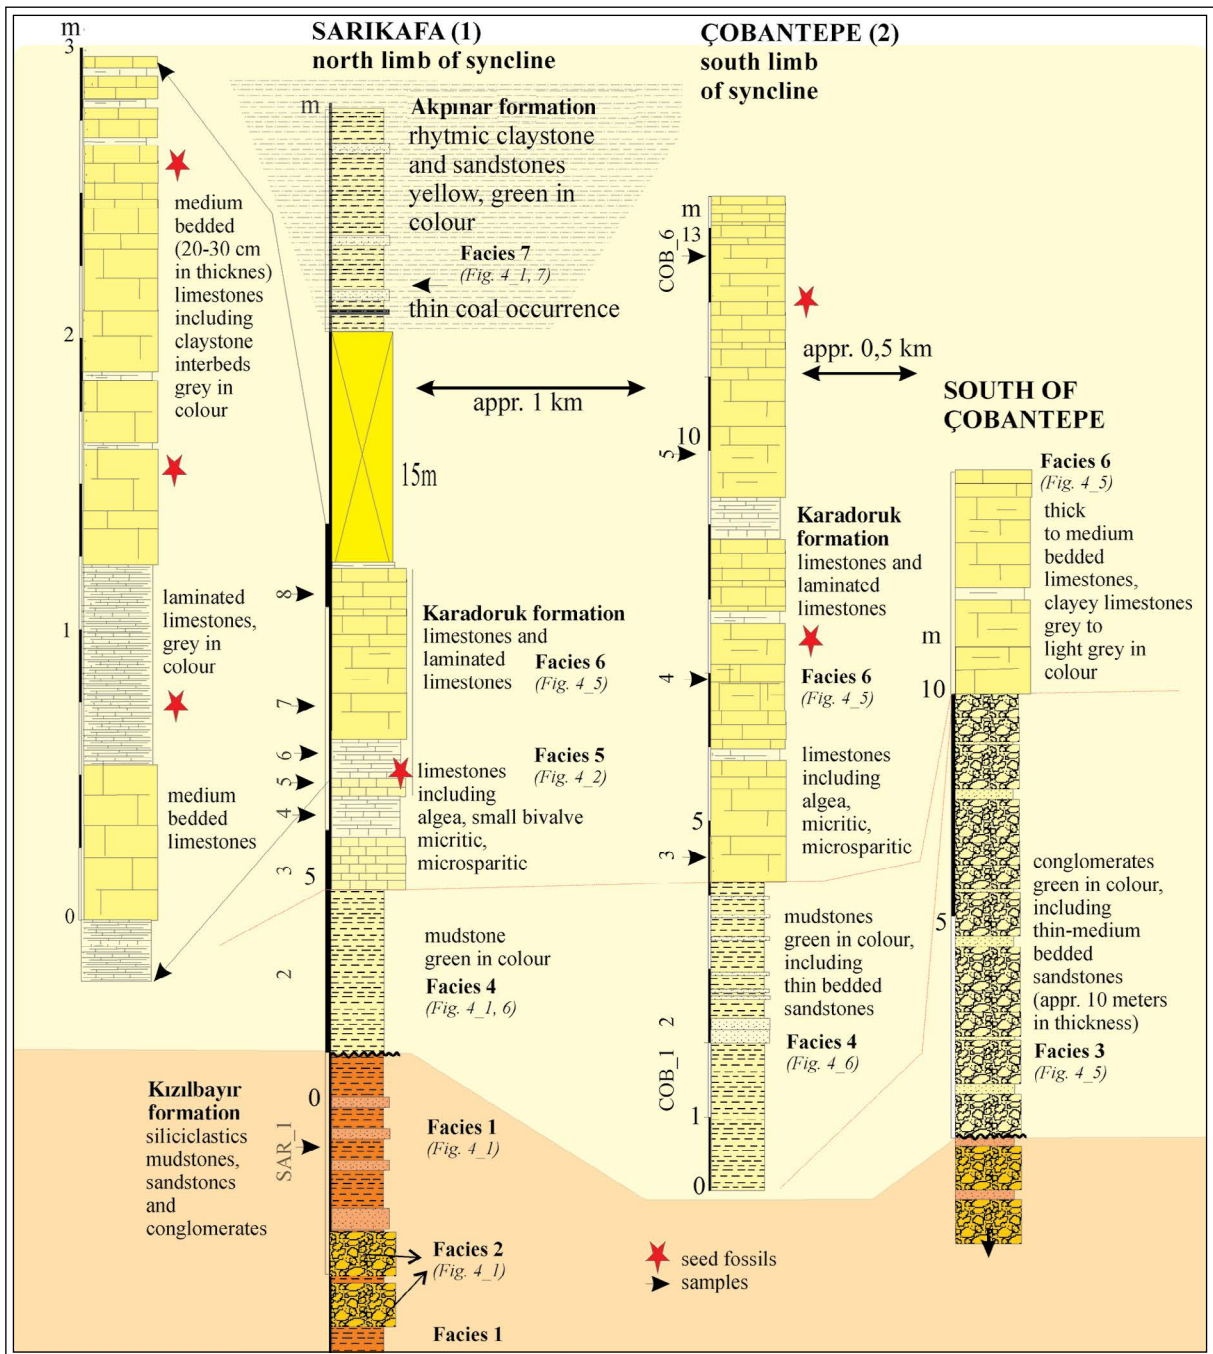 m
3
2
1
0
medium
bedded
(20-30 cm
in thicknes)
limestones
including
claystone
interbeds
grey in
colour
laminated
limestones,
grey in
colour
medium
bedded
limestones
SARIKAFA (1)
north limb of syncline
m
Akpınar formation
rhytmic claystone
and sandstones
yellow, green in
colour
Facies 7
(Fig. 4_1, 7)
thin coal occurrence
appr. 1 km
15m
8
7
6
5
4
3
2
SAR_1
5
0
Karadoruk formation
limestones and
laminated
limestones
Facies 6
(Fig. 4_5)
Facies 5
(Fig. 4_2)
limestones
including
algea, small bivalve
micritic,
microsparitic
mudstone
green in colour
Facies 4
(Fig. 4_1, 6)
Kızılbayır
formation
siliciclastics
mudstones,
sandstones
and
conglomerates
Facies 1
(Fig. 4_1)
Facies 2
(Fig. 4_1)
Facies 1
ÇOBANTEPE (2)
south limb
of syncline
m
13
10
5
1
0
COB_6
5
4
3
2
COB_1
appr. 0,5 km
Karadoruk
formation
limestones and
laminated
limestones
Facies 6
(Fig. 4_5)
limestones
including
algea,
micritic,
microsparitic
mudstones
green in colour,
including
thin bedded
sandstones
Facies 4
(Fig. 4_6)
SOUTH OF
ÇOBANTEPE
Facies 6
(Fig. 4_5)
thick
to medium
bedded
limestones,
clayey limestones
grey to
light grey in
colour
m
10
5
conglomerates
green in colour,
including
thin-medium
bedded
sandstones
(appr. 10 meters
in thickness)
Facies 3
(Fig. 4_5)
seed fossils
samples